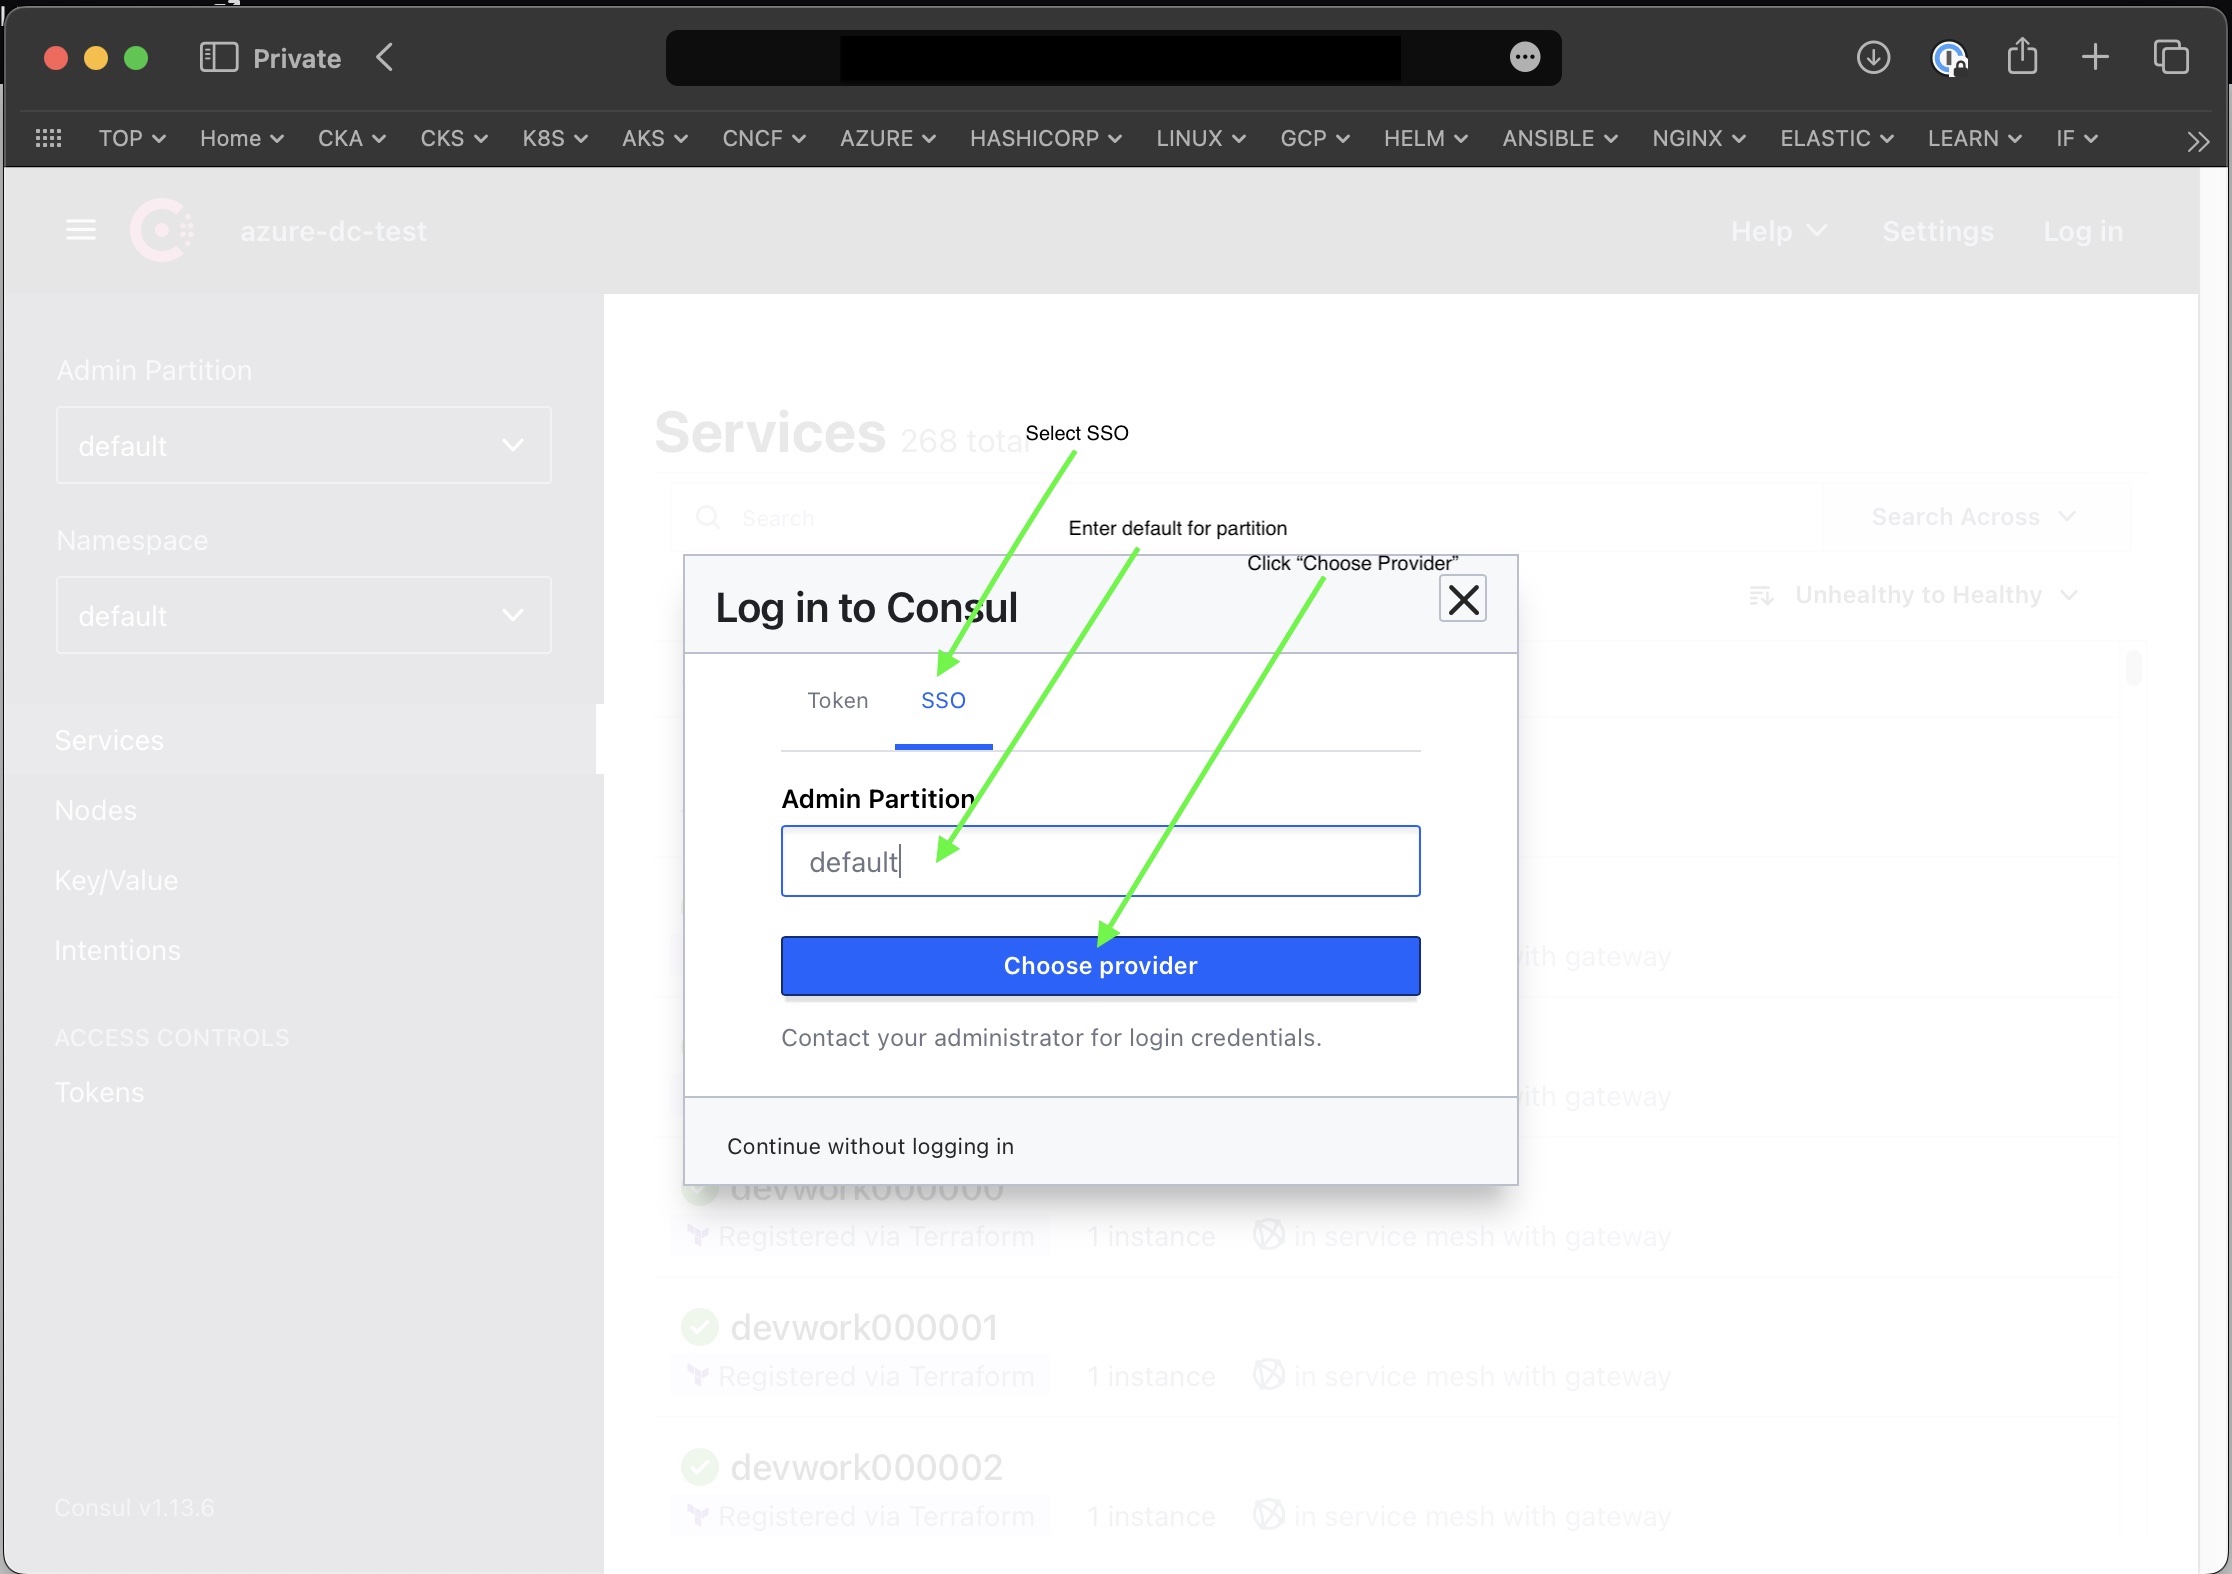 Private
TOP Home CKA CKS K8S AKS CNCF AZURE HASHICORP LINUX GCP HELM ANSIBLE NGINX ELASTIC LEARN IF
azure-dc-test Help Settings Log in
Admin Partition
default
Namespace
default
Services
Nodes
Key/Value
Intentions
ACCESS CONTROLS
Tokens
Consul v1.13.6
Services 268 total
Select SSO
Search
Search Across
Enter default for partition
Click “Choose Provider”
Unhealthy to Healthy
Log in to Consul
Token SSO
Admin Partition
default
Choose provider
with gateway
Contact your administrator for login credentials.
with gateway
Continue without logging in
devwork000000
Registered via Terraform 1 instance in service mesh with gateway
devwork000001
Registered via Terraform 1 instance in service mesh with gateway
devwork000002
Registered via Terraform 1 instance in service mesh with gateway